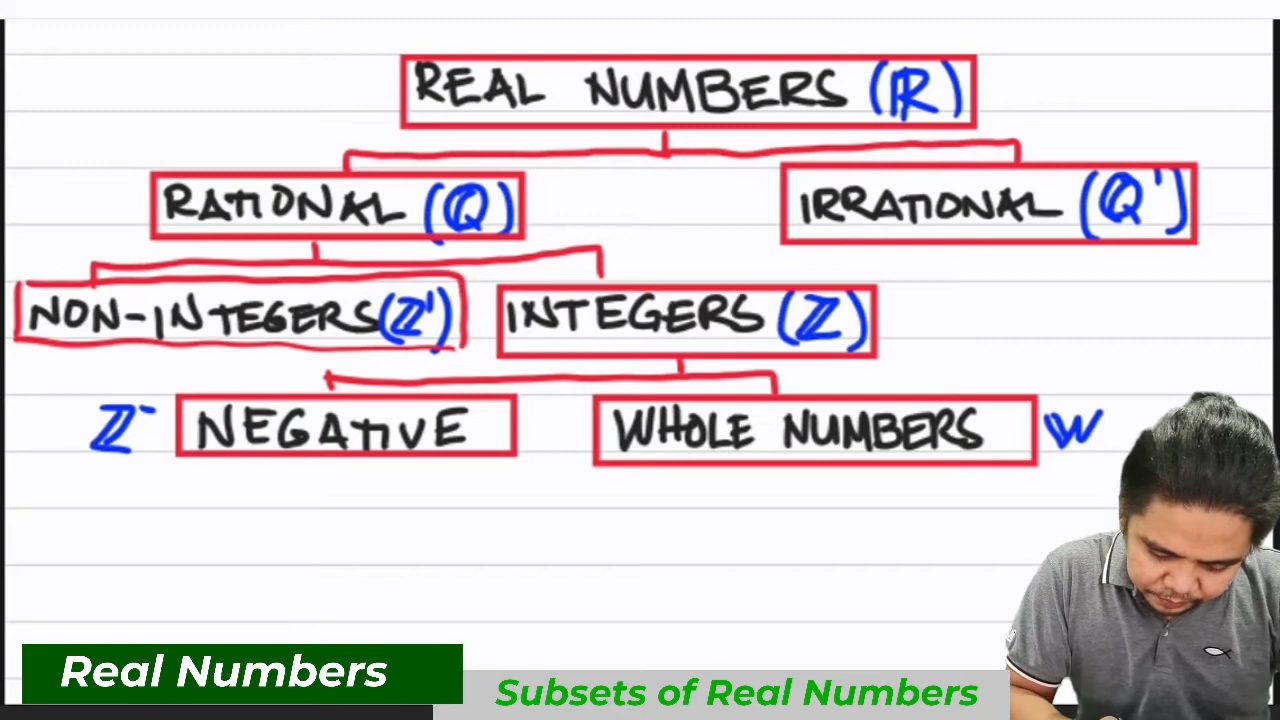 REAL NUMBERS (ℝ)
RATIONAL (ℚ)
IRRATIONAL (ℚ')
NON-INTEGERS (ℤ')
INTEGERS (ℤ)
ℤ⁻ NEGATIVE
WHOLE NUMBERS 𝕎
Real Numbers
Subsets of Real Numbers